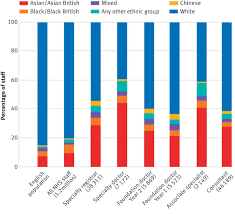 Asian/Asian British
Mixed
Chinese
Black/Black British
Any other ethnic group
White
Percentage of staff
100
80
60
40
20
0
English population
All NHS staff
Specialty registrar
Specialty doctor
Foundation doctor Year 1
Foundation doctor Year 1
Associate specialist
Consultant